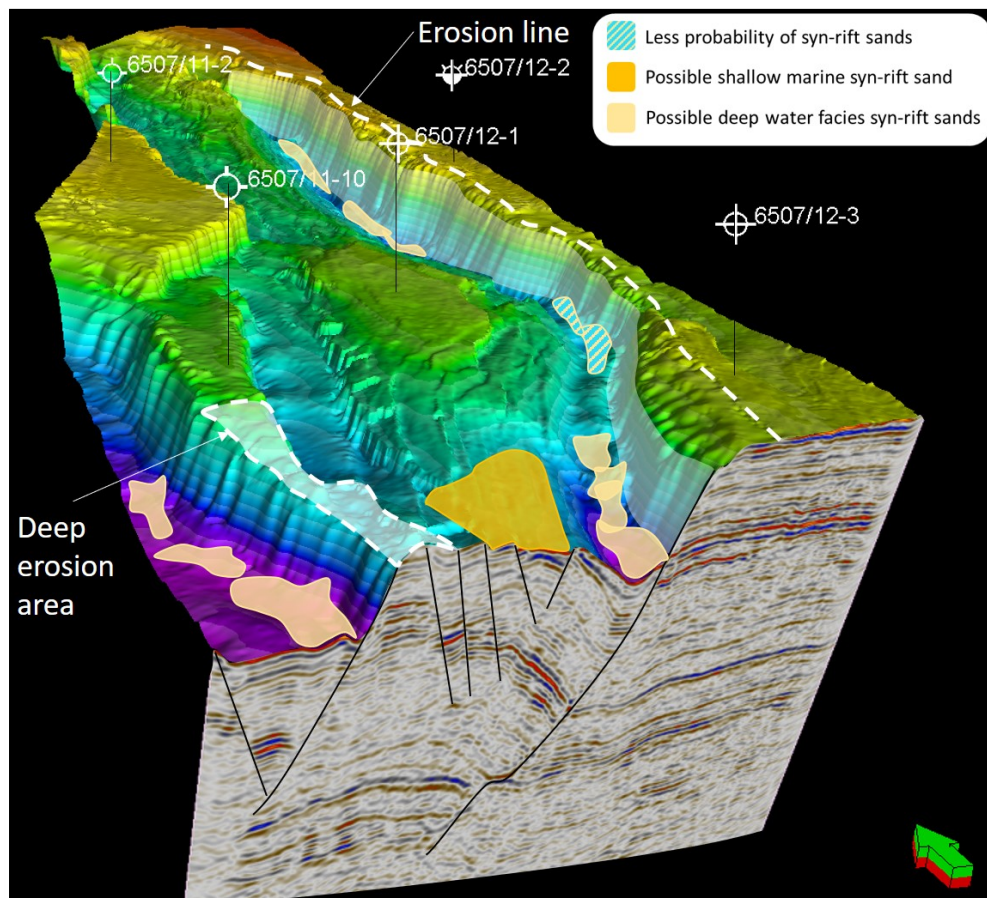 Erosion line
Less probability of syn-rift sands
Possible shallow marine syn-rift sand
Possible deep water facies syn-rift sands
6507/11-2
6507/12-2
6507/12-1
6507/11-10
6507/12-3
Deep
erosion
area